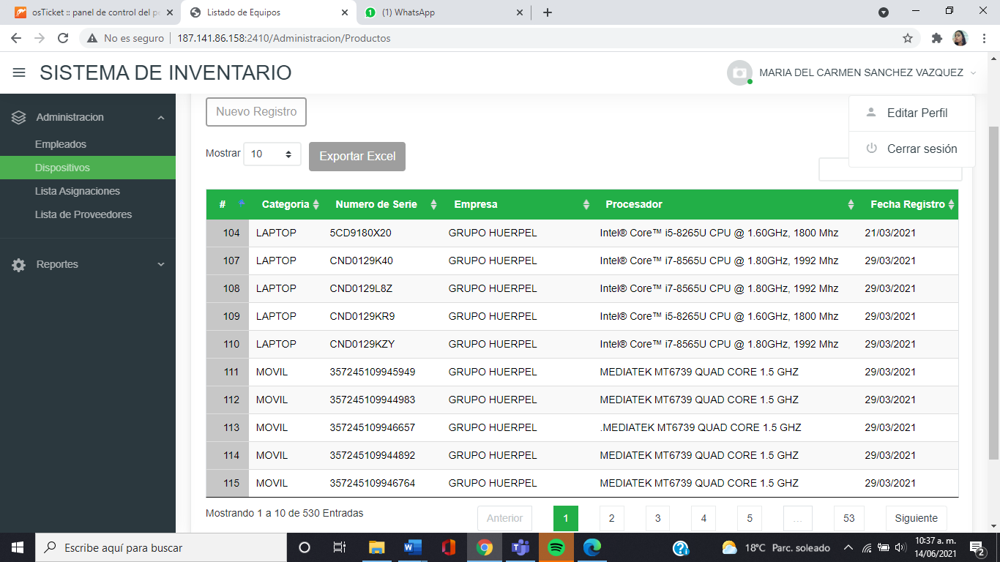 osTicket :: panel de control del pe
Listado de Equipos
(1) WhatsApp
No es seguro
187.141.86.158:2410/Administracion/Productos
SISTEMA DE INVENTARIO
MARIA DEL CARMEN SANCHEZ VAZQUEZ
Editar Perfil
Cerrar sesión
Administracion
Empleados
Dispositivos
Lista Asignaciones
Lista de Proveedores
Reportes
Nuevo Registro
Mostrar 10 Exportar Excel
# Categoría Numero de Serie Empresa Procesador Fecha Registro
104 LAPTOP 5CD9180X20 GRUPO HUERPEL Intel® Core™ i5-8265U CPU @ 1.60GHz, 1800 Mhz 21/03/2021
107 LAPTOP CND0129K40 GRUPO HUERPEL Intel® Core™ i7-8565U CPU @ 1.80GHz, 1992 Mhz 29/03/2021
108 LAPTOP CND0129L8Z GRUPO HUERPEL Intel® Core™ i7-8565U CPU @ 1.80GHz, 1992 Mhz 29/03/2021
109 LAPTOP CND0129KR9 GRUPO HUERPEL Intel® Core™ i5-8265U CPU @ 1.60GHz, 1800 Mhz 29/03/2021
110 LAPTOP CND0129KZY GRUPO HUERPEL Intel® Core™ i7-8565U CPU @ 1.80GHz, 1992 Mhz 29/03/2021
111 MOVIL 357245109945949 GRUPO HUERPEL MEDIATEK MT6739 QUAD CORE 1.5 GHZ 29/03/2021
112 MOVIL 357245109944983 GRUPO HUERPEL MEDIATEK MT6739 QUAD CORE 1.5 GHZ 29/03/2021
113 MOVIL 357245109946657 GRUPO HUERPEL .MEDIATEK MT6739 QUAD CORE 1.5 GHZ 29/03/2021
114 MOVIL 357245109944892 GRUPO HUERPEL MEDIATEK MT6739 QUAD CORE 1.5 GHZ 29/03/2021
115 MOVIL 357245109946764 GRUPO HUERPEL MEDIATEK MT6739 QUAD CORE 1.5 GHZ 29/03/2021
Mostrando 1 a 10 de 530 Entradas
Anterior 1 2 3 4 5 … 53 Siguiente
Escribe aquí para buscar
18°C Parc. soleado
10:37 a. m.
14/06/2021
2